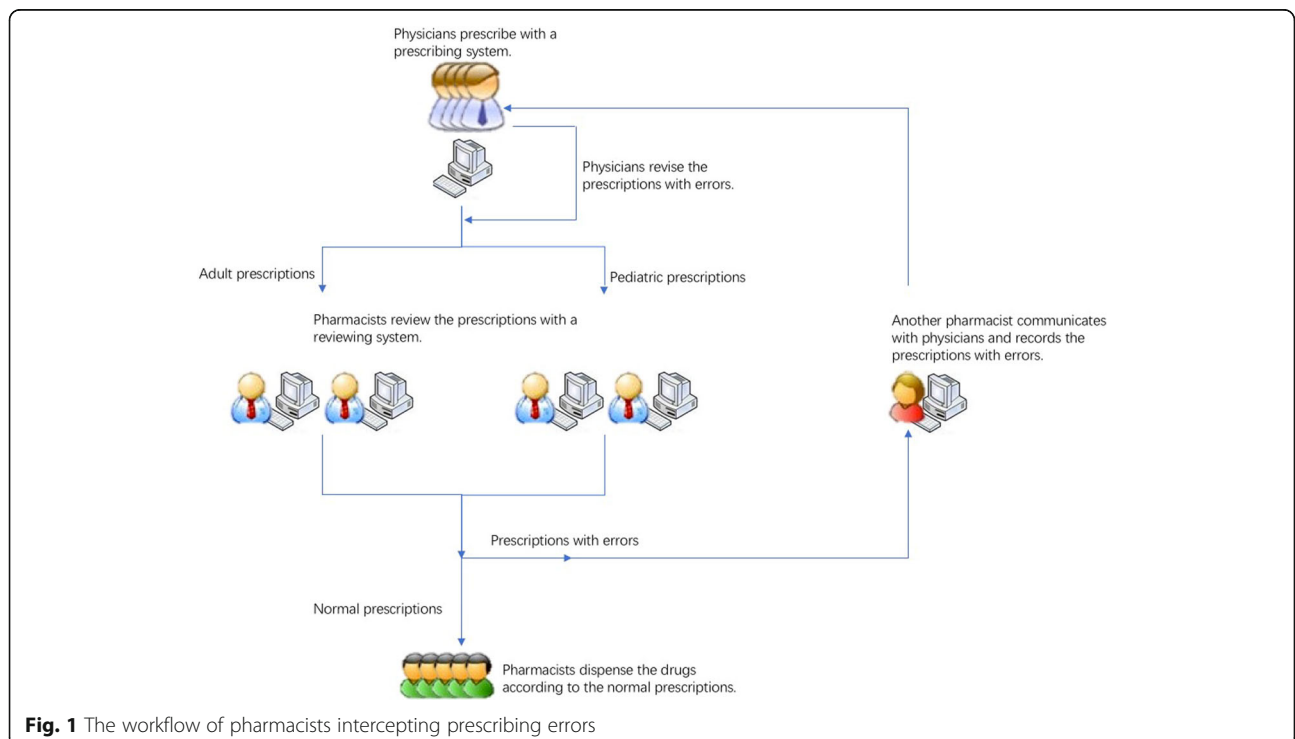 Physicians prescribe with a
prescribing system.
Physicians revise the
prescriptions with errors.
Adult prescriptions
Pediatric prescriptions
Pharmacists review the prescriptions with a
reviewing system.
Another pharmacist communicates
with physicians and records the
prescriptions with errors.
Prescriptions with errors
Normal prescriptions
Pharmacists dispense the drugs
according to the normal prescriptions.
Fig. 1 The workflow of pharmacists intercepting prescribing errors